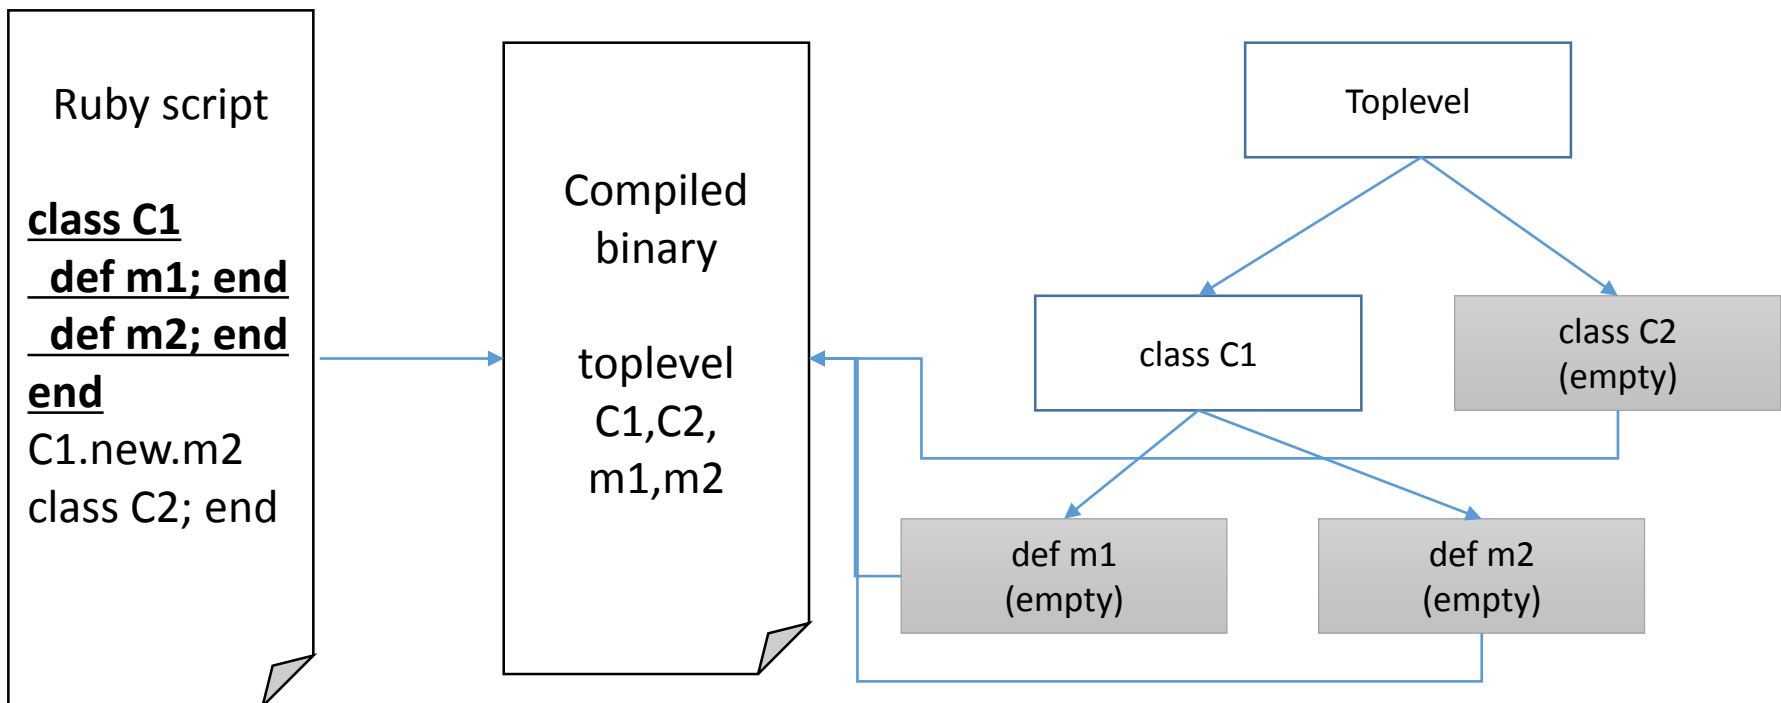 Ruby script
class C1
  def m1; end
  def m2; end
end
C1.new.m2
class C2; end
Compiled
binary
toplevel
C1,C2,
m1,m2
Toplevel
class C1
class C2
(empty)
def m1
(empty)
def m2
(empty)